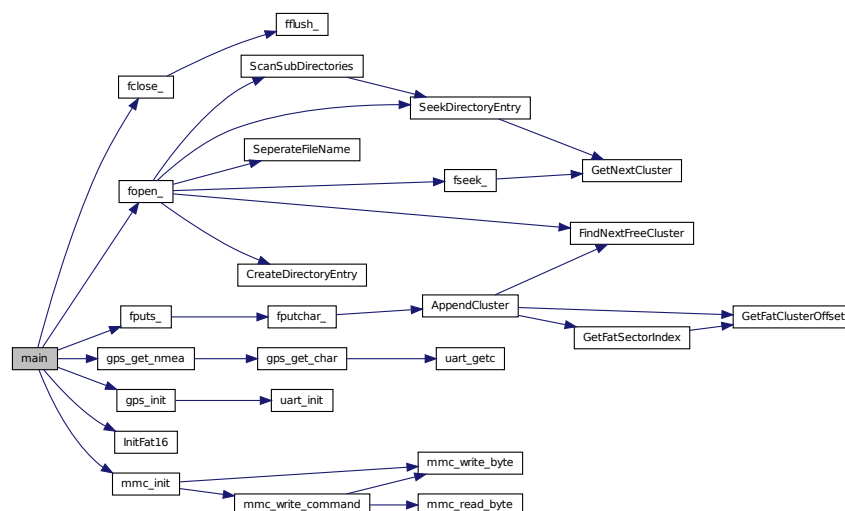 fflush_
ScanSubDirectories
fclose_
SeekDirectoryEntry
SeperateFileName
GetNextCluster
fseek_
fopen_
FindNextFreeCluster
CreateDirectoryEntry
AppendCluster
fputs_
fputchar_
GetFatClusterOffset
GetFatSectorIndex
main
gps_get_nmea
gps_get_char
uart_getc
gps_init
uart_init
InitFat16
mmc_write_byte
mmc_init
mmc_write_command
mmc_read_byte